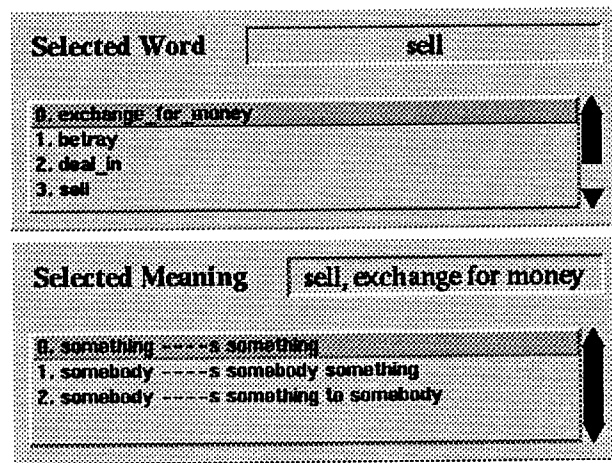 Selected Word sell
0. exchange_for_money
1. betray
2. deal_in
3. sell
Selected Meaning sell, exchange for money
0. something ----s something
1. somebody ----s somebody something
2. somebody ----s something to somebody